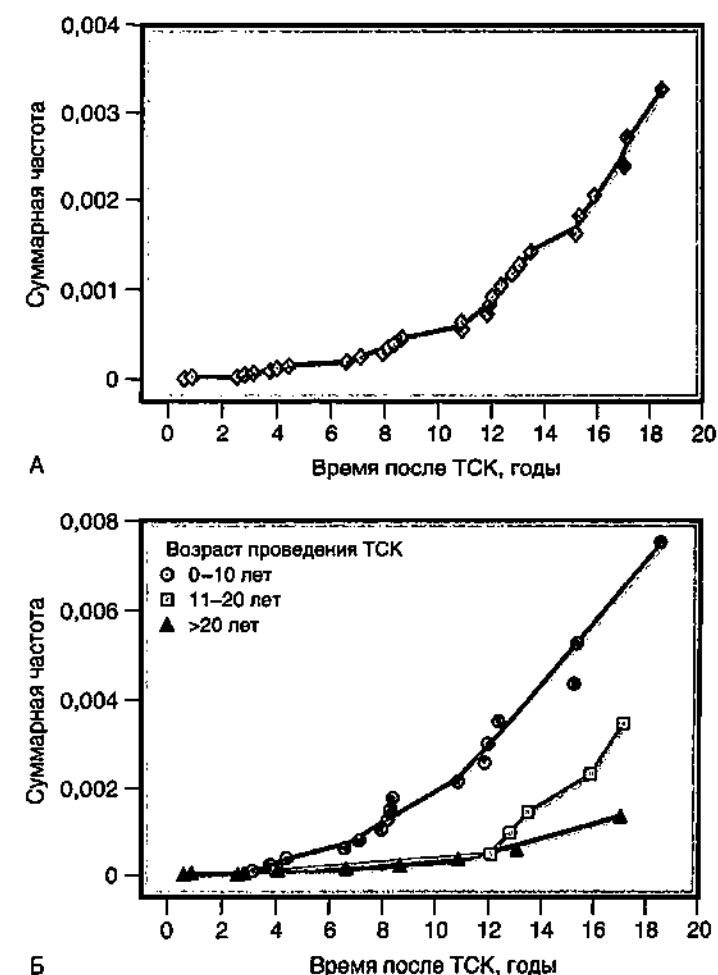 0,004
0,003
0,002
0,001
0
Суммарная частота
0 2 4 6 8 10 12 14 16 18 20
Время после ТСК, годы
А
0,008
0,006
0,004
0,002
0
Суммарная частота
Возраст проведения ТСК
0–10 лет
11–20 лет
>20 лет
0 2 4 6 8 10 12 14 16 18 20
Время после ТСК, годы
Б